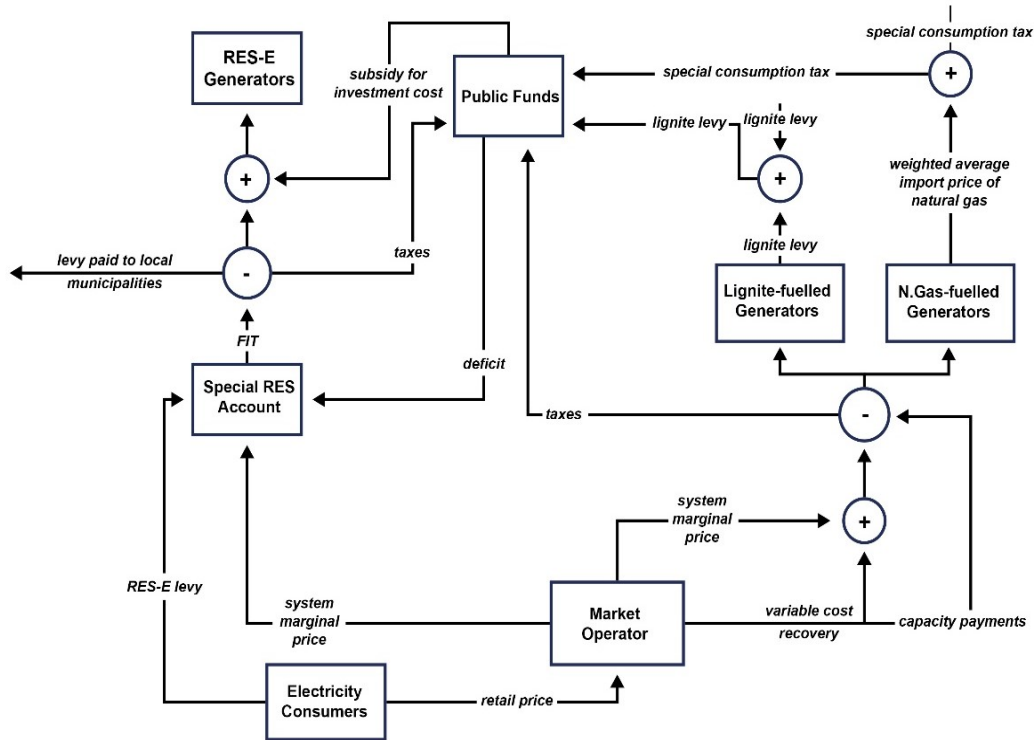 special consumption tax
RES-E
Generators
subsidy for
investment cost
Public Funds
special consumption tax
+
lignite levy
lignite levy
+
+
weighted average
import price of
natural gas
taxes
lignite levy
levy paid to local
municipalities
-
Lignite-fuelled
Generators
N.Gas-fuelled
Generators
FIT
deficit
Special RES
Account
taxes
-
system
marginal
price
+
RES-E levy
system
marginal
price
Market
Operator
variable cost
recovery
capacity payments
Electricity
Consumers
retail price